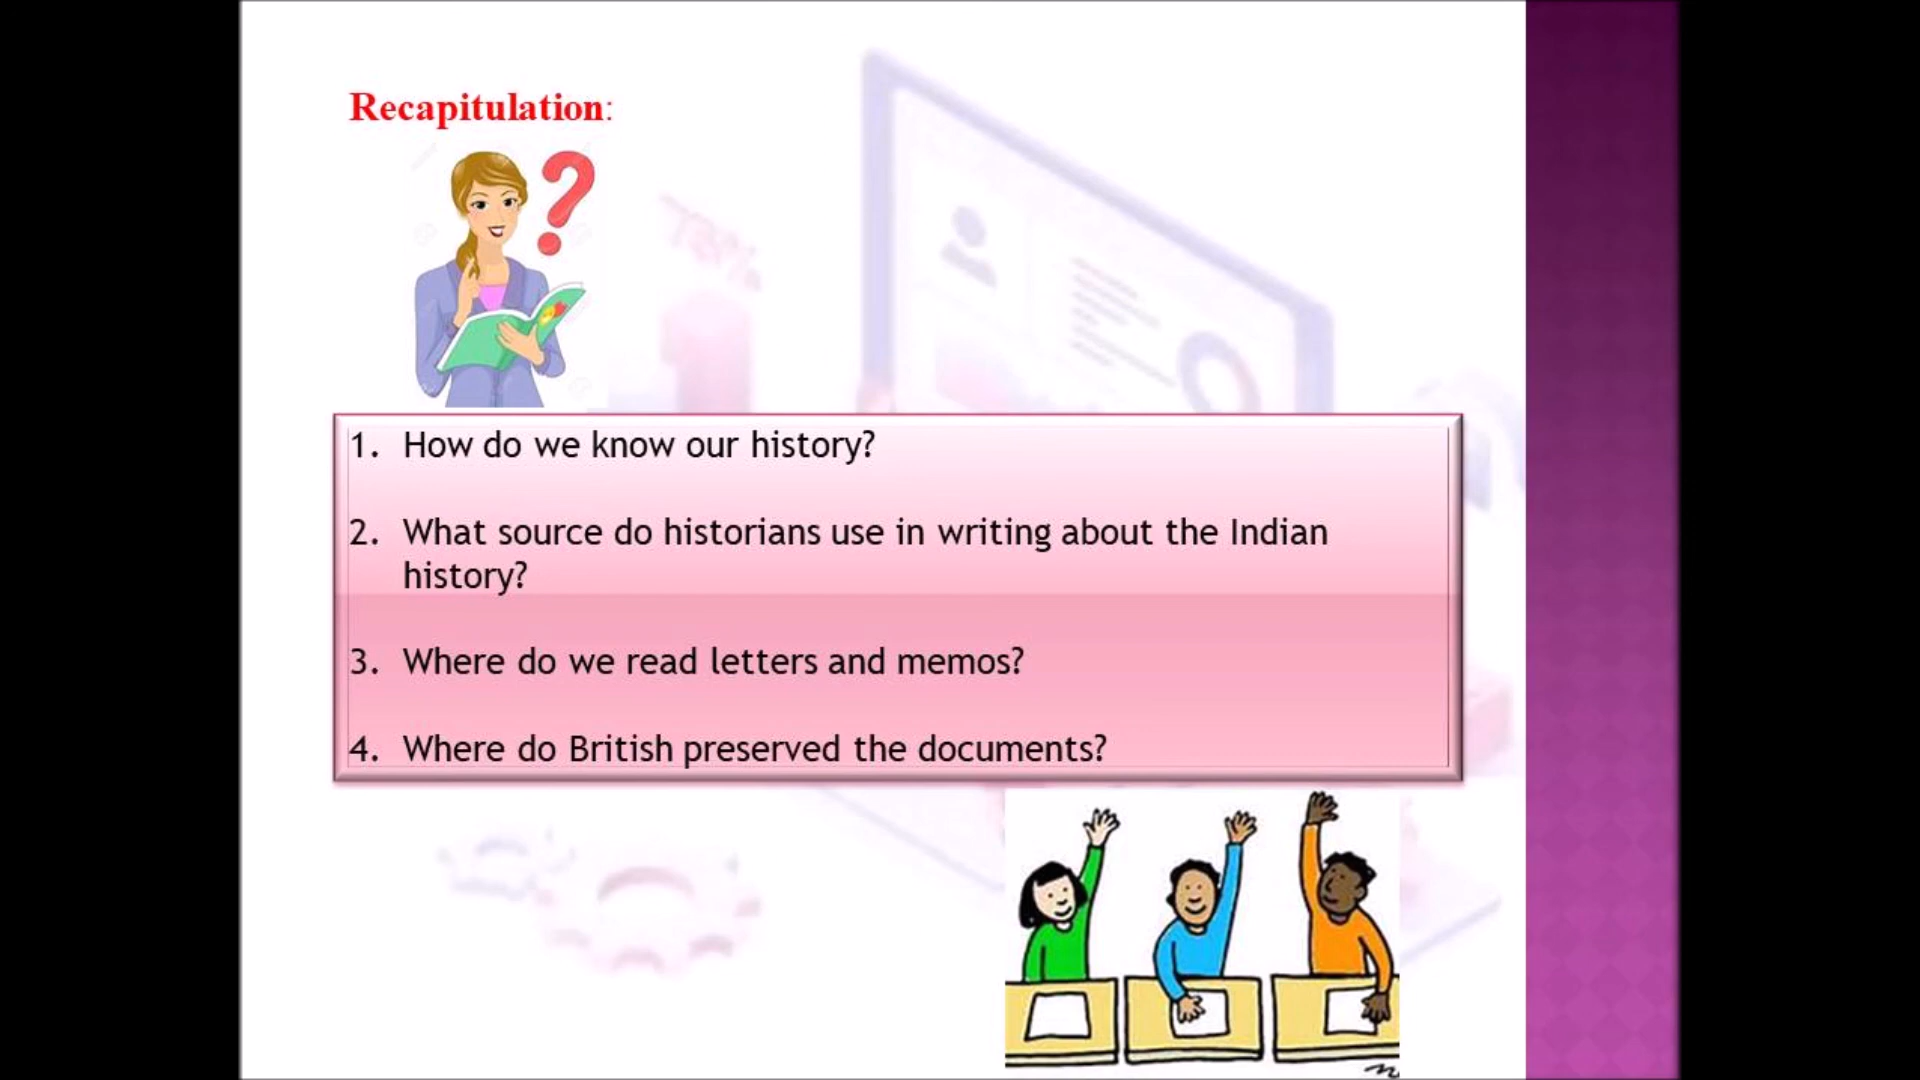 Recapitulation:
75%
1. How do we know our history?
2. What source do historians use in writing about the Indian
history?
3. Where do we read letters and memos?
4. Where do British preserved the documents?